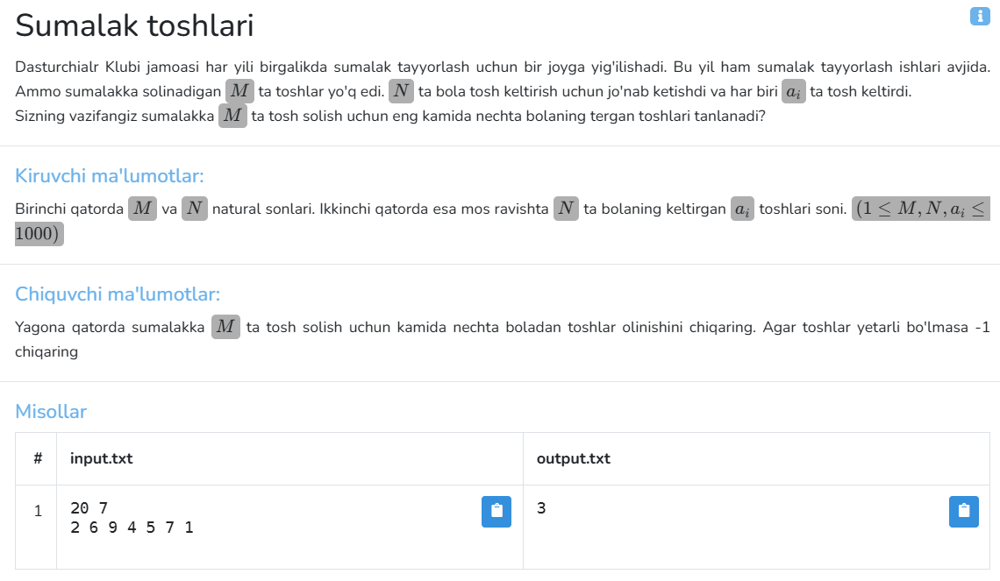 Sumalak toshlari
Dasturchialr Klubi jamoasi har yili birgalikda sumalak tayyorlash uchun bir joyga yig'ilishadi. Bu yil ham sumalak tayyorlash ishlari avjida.
Ammo sumalakka solinadigan M ta toshlar yo'q edi. N ta bola tosh keltirish uchun jo'nab ketishdi va har biri a_i ta tosh keltirdi.
Sizning vazifangiz sumalakka M ta tosh solish uchun eng kamida nechta bolaning tergan toshlari tanlanadi?
Kiruvchi ma'lumotlar:
Birinchi qatorda M va N natural sonlari. Ikkinchi qatorda esa mos ravishta N ta bolaning keltirgan a_i toshlari soni. (1 ≤ M, N, a_i ≤
1000)
Chiquvchi ma'lumotlar:
Yagona qatorda sumalakka M ta tosh solish uchun kamida nechta boladan toshlar olinishini chiqaring. Agar toshlar yetarli bo'lmasa -1
chiqaring
Misollar
# input.txt output.txt
1 20 7 3
2 6 9 4 5 7 1